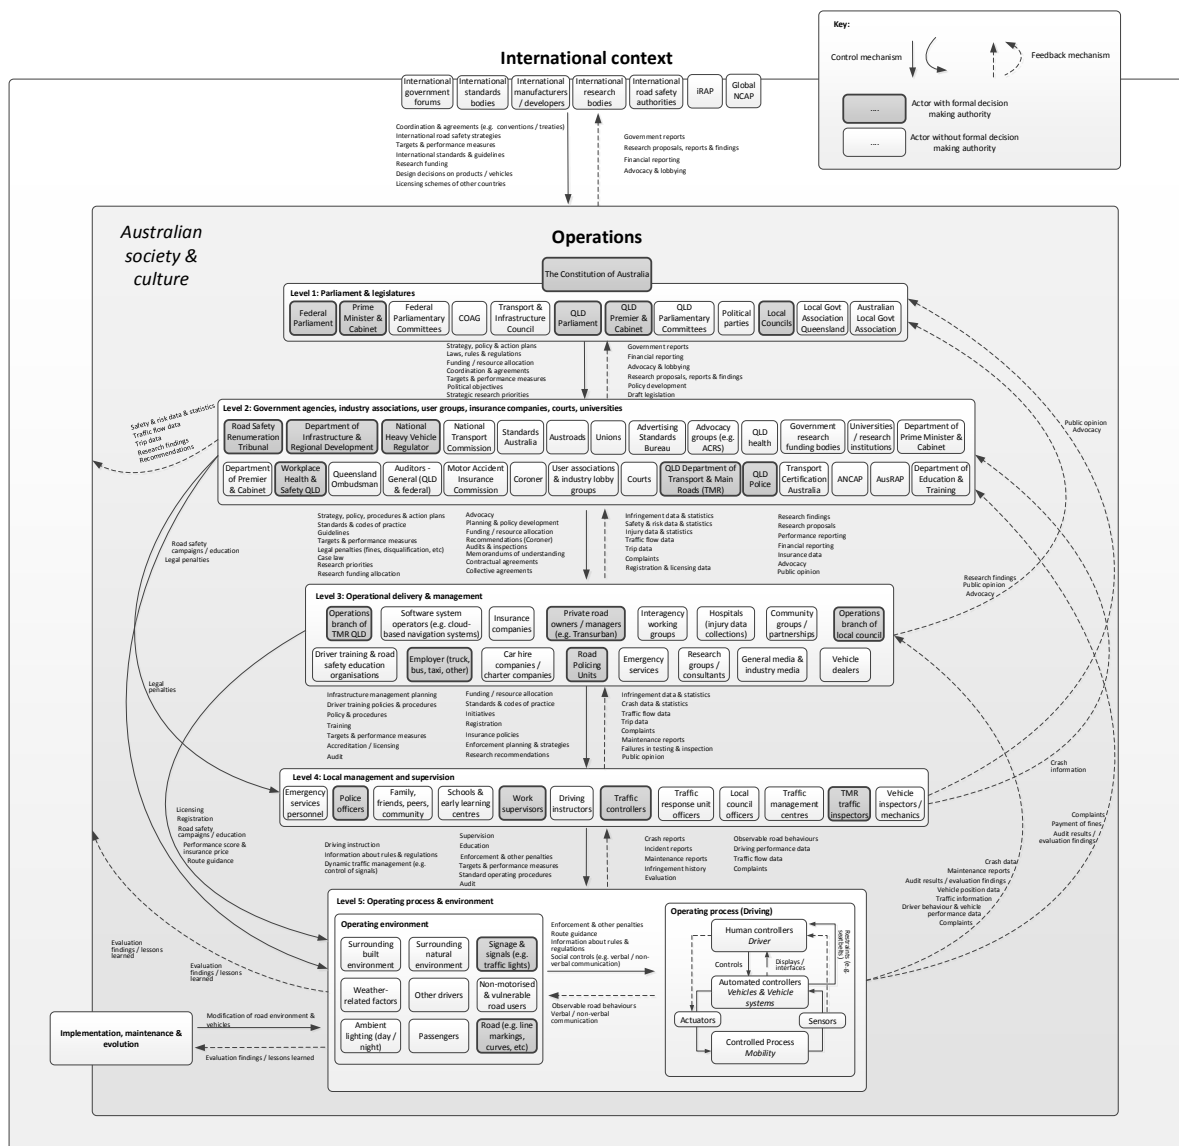 Key:
Control mechanism
Feedback mechanism
....
Actor with formal decision
making authority
....
Actor without formal decision
making authority
International context
International
government
forums
International
standards
bodies
International
manufacturers
/ developers
International
research
bodies
International
road safety
authorities
iRAP
Global
NCAP
Coordination & agreements (e.g. conventions / treaties)
International road safety strategies
Targets & performance measures
International standards & guidelines
Research funding
Design decisions on products / vehicles
Licensing schemes of other countries
Government reports
Research proposals, reports & findings
Financial reporting
Advocacy & lobbying
Australian
society &
culture
Operations
The Constitution of Australia
Level 1: Parliament & legislatures
Federal
Parliament
Prime
Minister &
Cabinet
Federal
Parliamentary
Committees
COAG
Transport &
Infrastructure
Council
QLD
Parliament
QLD
Premier &
Cabinet
QLD
Parliamentary
Committees
Political
parties
Local
Councils
Local Govt
Association
Queensland
Australian
Local Govt
Association
Strategy, policy & action plans
Laws, rules & regulations
Funding / resource allocation
Coordination & agreements
Targets & performance measures
Political objectives
Strategic research priorities
Government reports
Financial reporting
Advocacy & lobbying
Research proposals, reports & findings
Policy development
Draft legislation
Safety & risk data & statistics
Traffic flow data
Trip data
Research findings
Recommendations
Public opinion
Advocacy
Level 2: Government agencies, industry associations, user groups, insurance companies, courts, universities
Road Safety
Renumeration
Tribunal
Department of
Infrastructure &
Regional Development
National
Heavy Vehicle
Regulator
National
Transport
Commission
Standards
Australia
Austroads
Unions
Advertising
Standards
Bureau
Advocacy
groups (e.g.
ACRS)
QLD
health
Government
research
funding bodies
Universities
/ research
institutions
Department of
Prime Minister &
Cabinet
Department
of Premier
& Cabinet
Workplace
Health &
Safety QLD
Queensland
Ombudsman
Auditors -
General (QLD
& federal)
Motor Accident
Insurance
Commission
Coroner
User associations
& industry lobby
groups
Courts
QLD Department of
Transport & Main
Roads (TMR)
QLD
Police
Transport
Certification
Australia
ANCAP
AusRAP
Department of
Education &
Training
Road safety
campaigns / education
Legal penalties
Strategy, policy, procedures & action plans
Standards & codes of practice
Guidelines
Targets & performance measures
Legal penalties (fines, disqualification, etc)
Case law
Research priorities
Research funding allocation
Advocacy
Planning & policy development
Funding / resource allocation
Recommendations (Coroner)
Audits & inspections
Memorandums of understanding
Contractual agreements
Collective agreements
Infringement data & statistics
Safety & risk data & statistics
Injury data & statistics
Traffic flow data
Trip data
Complaints
Registration & licensing data
Research findings
Research proposals
Performance reporting
Financial reporting
Insurance data
Advocacy
Public opinion
Research findings
Public opinion
Advocacy
Level 3: Operational delivery & management
Operations
branch of
TMR QLD
Software system
operators (e.g. cloud-
based navigation systems)
Insurance
companies
Private road
owners / managers
(e.g. Transurban)
Interagency
working
groups
Hospitals
(injury data
collections)
Community
groups /
partnerships
Operations
branch of
local council
Driver training & road
safety education
organisations
Employer (truck,
bus, taxi, other)
Car hire
companies /
charter companies
Road
Policing
Units
Emergency
services
Research
groups /
consultants
General media &
industry media
Vehicle
dealers
Legal
penalties
Infrastructure management planning
Driver training policies & procedures
Policy & procedures
Training
Targets & performance measures
Accreditation / licensing
Audit
Funding / resource allocation
Standards & codes of practice
Initiatives
Registration
Insurance policies
Enforcement planning & strategies
Research recommendations
Infringement data & statistics
Crash data & statistics
Traffic flow data
Trip data
Complaints
Maintenance reports
Failures in testing & inspection
Public opinion
Crash
information
Level 4: Local management and supervision
Emergency
services
personnel
Police
officers
Family,
friends, peers,
community
Schools &
early learning
centres
Work
supervisors
Driving
instructors
Traffic
controllers
Traffic
response unit
officers
Local
council
officers
Traffic
management
centres
TMR
traffic
inspectors
Vehicle
inspectors /
mechanics
Licensing
Registration
Road safety
campaigns / education
Performance score &
insurance price
Route guidance
Driving instruction
Information about rules & regulations
Dynamic traffic management (e.g.
control of signals)
Supervision
Education
Enforcement & other penalties
Targets & performance measures
Standard operating procedures
Audit
Crash reports
Incident reports
Maintenance reports
Infringement history
Evaluation
Observable road behaviours
Driving performance data
Traffic flow data
Complaints
Complaints
Payment of fines
Audit results /
evaluation findings
Crash data
Maintenance reports
Audit results / evaluation findings
Vehicle position data
Traffic information
Driver behaviour & vehicle
performance data
Complaints
Level 5: Operating process & environment
Operating environment
Surrounding
built
environment
Surrounding
natural
environment
Signage &
signals (e.g.
traffic lights)
Weather-
related factors
Other drivers
Non-motorised
& vulnerable
road users
Ambient
lighting (day /
night)
Passengers
Road (e.g. line
markings,
curves, etc)
Enforcement & other penalties
Route guidance
Information about rules &
regulations
Social controls (e.g. verbal / non-
verbal communication)
Observable road behaviours
Verbal / non-verbal
communication
Operating process (Driving)
Human controllers
Driver
Controls
Displays /
interfaces
Restraints (e.g.
seatbelts)
Automated controllers
Vehicles & Vehicle
systems
Actuators
Sensors
Controlled Process
Mobility
Evaluation
findings / lessons
learned
Evaluation
findings / lessons
learned
Implementation, maintenance &
evolution
Modification of road environment &
vehicles
Evaluation findings / lessons learned